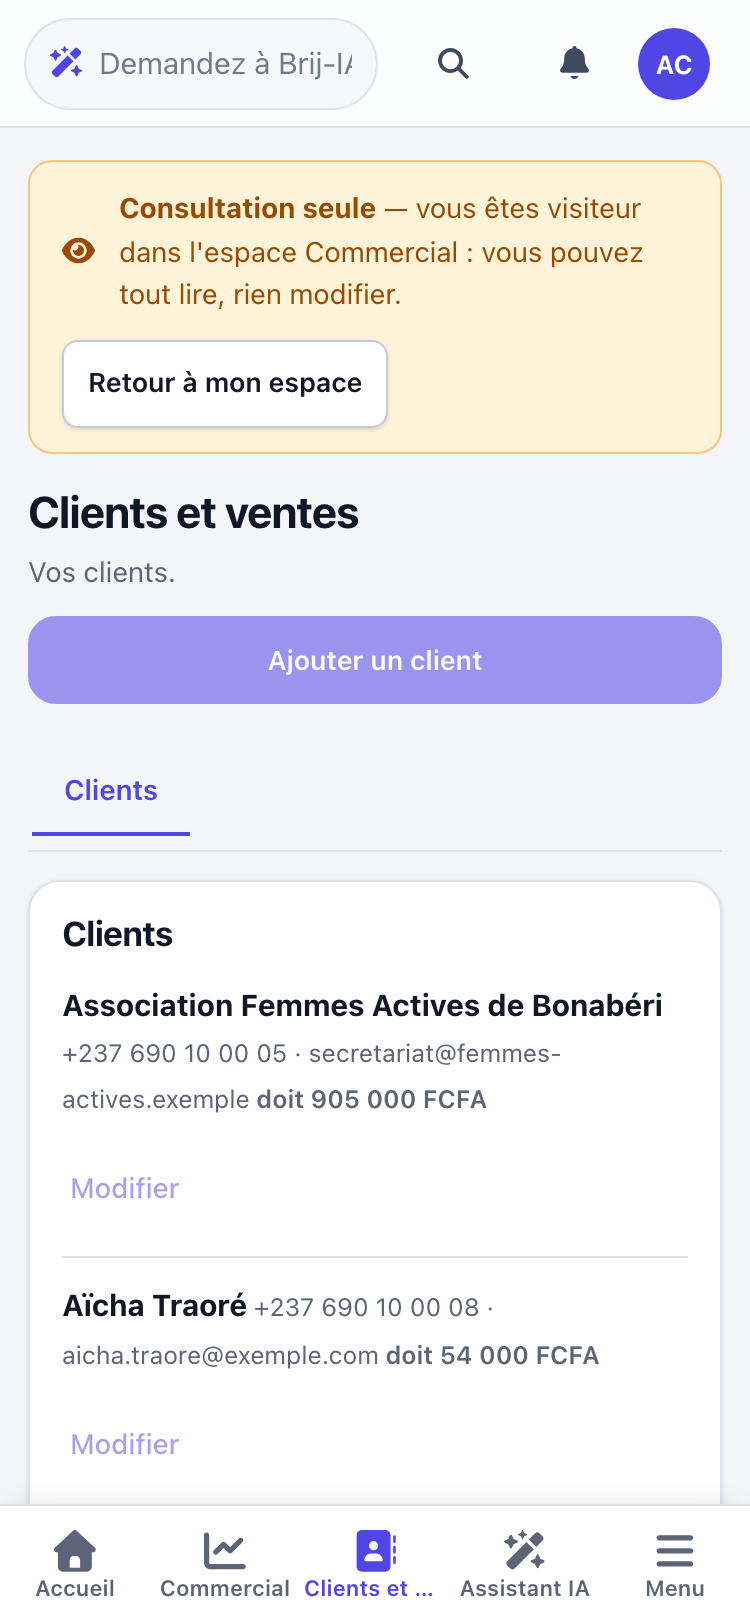 Demandez à Brij-IA
AC
Consultation seule — vous êtes visiteur
dans l'espace Commercial : vous pouvez
tout lire, rien modifier.
Retour à mon espace
Clients et ventes
Vos clients.
Ajouter un client
Clients
Clients
Association Femmes Actives de Bonabéri
+237 690 10 00 05 · secretariat@femmes-
actives.exemple doit 905 000 FCFA
Modifier
Aïcha Traoré +237 690 10 00 08 ·
aicha.traore@exemple.com doit 54 000 FCFA
Modifier
Accueil
Commercial
Clients et ...
Assistant IA
Menu